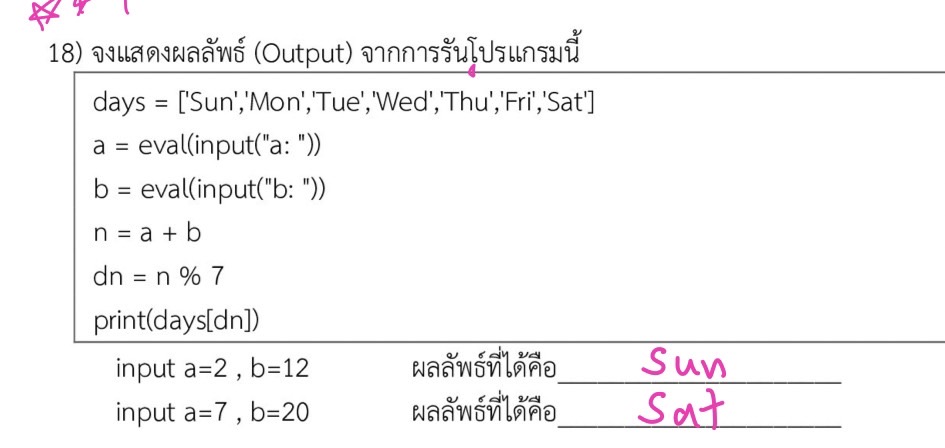 18) จงแสดงผลลัพธ์ (Output) จากการรันโปรแกรมนี้
days = ['Sun','Mon','Tue','Wed','Thu','Fri','Sat']
a = eval(input("a: "))
b = eval(input("b: "))
n = a + b
dn = n % 7
print(days[dn])
input a=2 , b=12 ผลลัพธ์ที่ได้คือ Sun
input a=7 , b=20 ผลลัพธ์ที่ได้คือ Sat